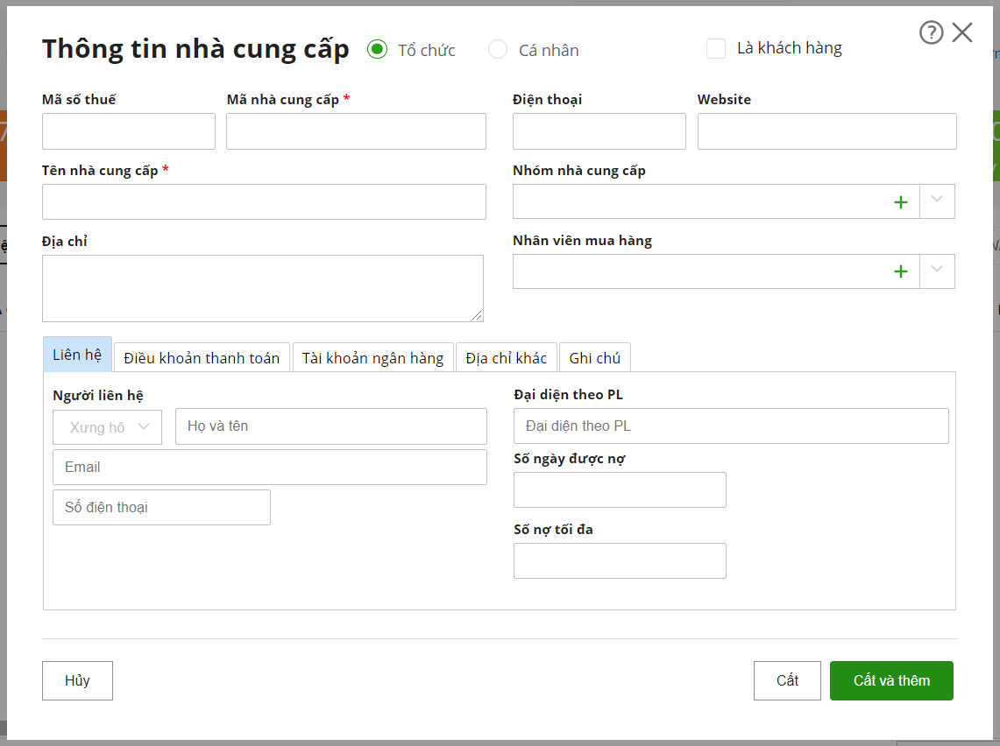 Thông tin nhà cung cấp Tổ chức Cá nhân Là khách hàng
Mã số thuế Mã nhà cung cấp * Điện thoại Website
Tên nhà cung cấp * Nhóm nhà cung cấp
Địa chỉ Nhân viên mua hàng
Liên hệ Điều khoản thanh toán Tài khoản ngân hàng Địa chỉ khác Ghi chú
Người liên hệ Đại diện theo PL
Xưng hô Họ và tên Đại diện theo PL
Email
Số ngày được nợ
Số điện thoại
Số nợ tối đa
Hủy Cất Cất và thêm